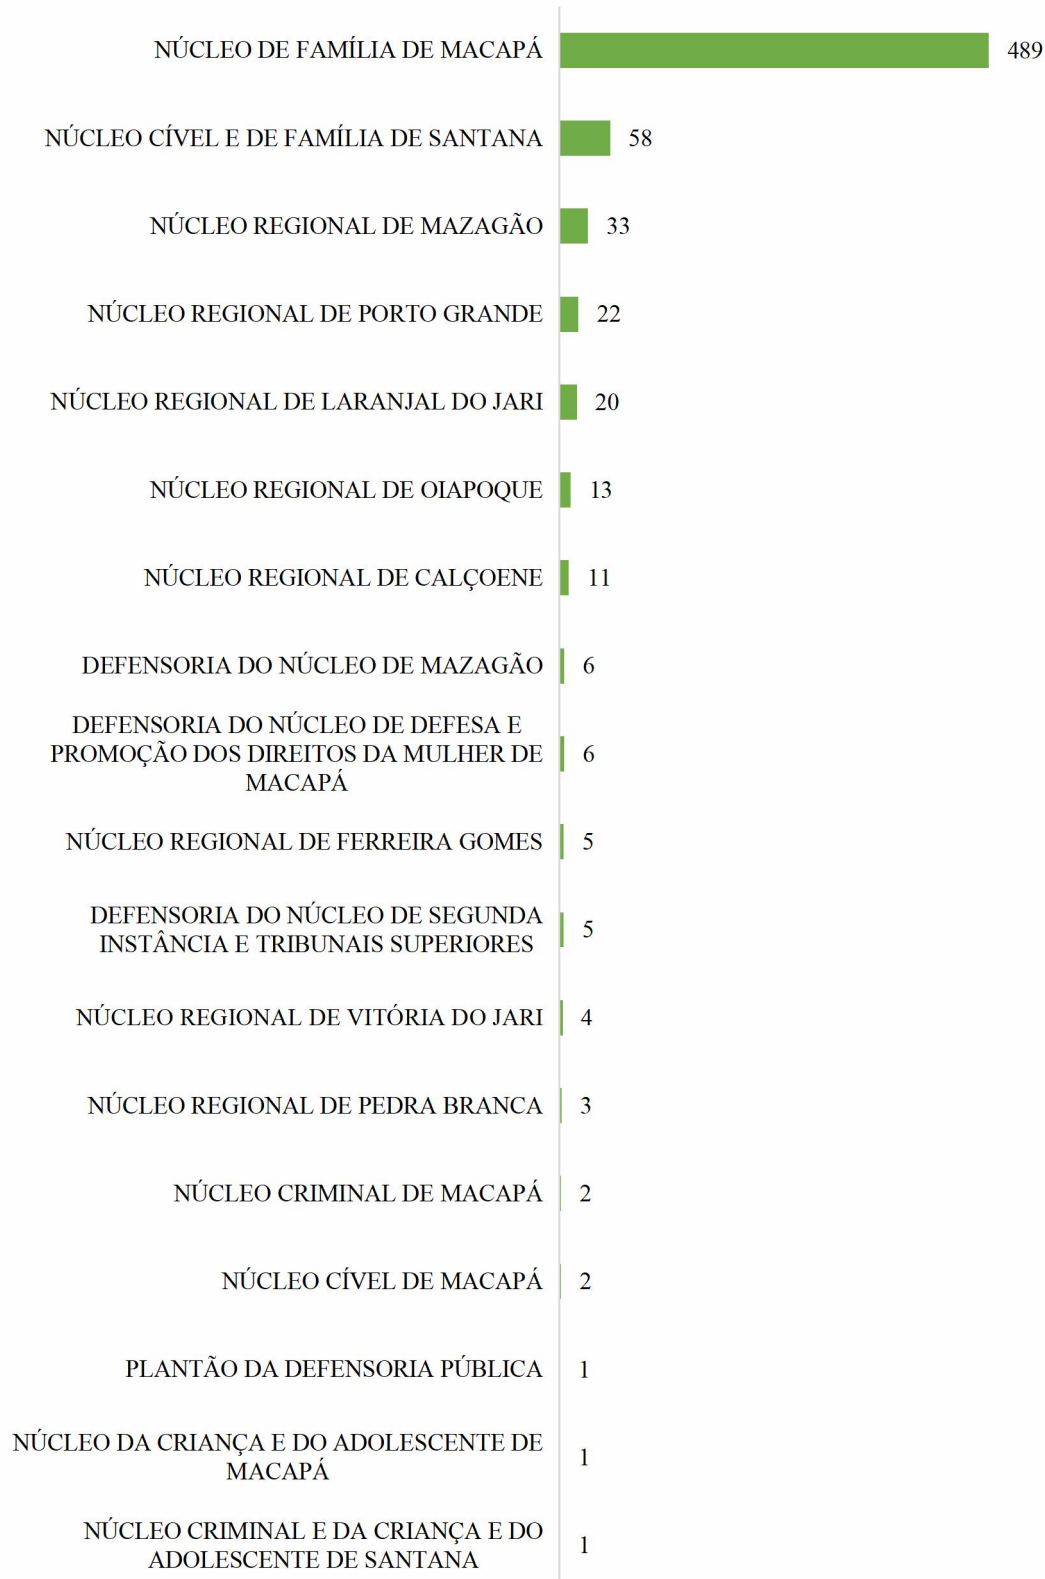 NÚCLEO DE FAMÍLIA DE MACAPÁ 489
NÚCLEO CÍVEL E DE FAMÍLIA DE SANTANA 58
NÚCLEO REGIONAL DE MAZAGÃO 33
NÚCLEO REGIONAL DE PORTO GRANDE 22
NÚCLEO REGIONAL DE LARANJAL DO JARI 20
NÚCLEO REGIONAL DE OIAPOQUE 13
NÚCLEO REGIONAL DE CALÇOENE 11
DEFENSORIA DO NÚCLEO DE MAZAGÃO 6
DEFENSORIA DO NÚCLEO DE DEFESA E
PROMOÇÃO DOS DIREITOS DA MULHER DE 6
MACAPÁ
NÚCLEO REGIONAL DE FERREIRA GOMES 5
DEFENSORIA DO NÚCLEO DE SEGUNDA
INSTÂNCIA E TRIBUNAIS SUPERIORES 5
NÚCLEO REGIONAL DE VITÓRIA DO JARI 4
NÚCLEO REGIONAL DE PEDRA BRANCA 3
NÚCLEO CRIMINAL DE MACAPÁ 2
NÚCLEO CÍVEL DE MACAPÁ 2
PLANTÃO DA DEFENSORIA PÚBLICA 1
NÚCLEO DA CRIANÇA E DO ADOLESCENTE DE
MACAPÁ 1
NÚCLEO CRIMINAL E DA CRIANÇA E DO
ADOLESCENTE DE SANTANA 1